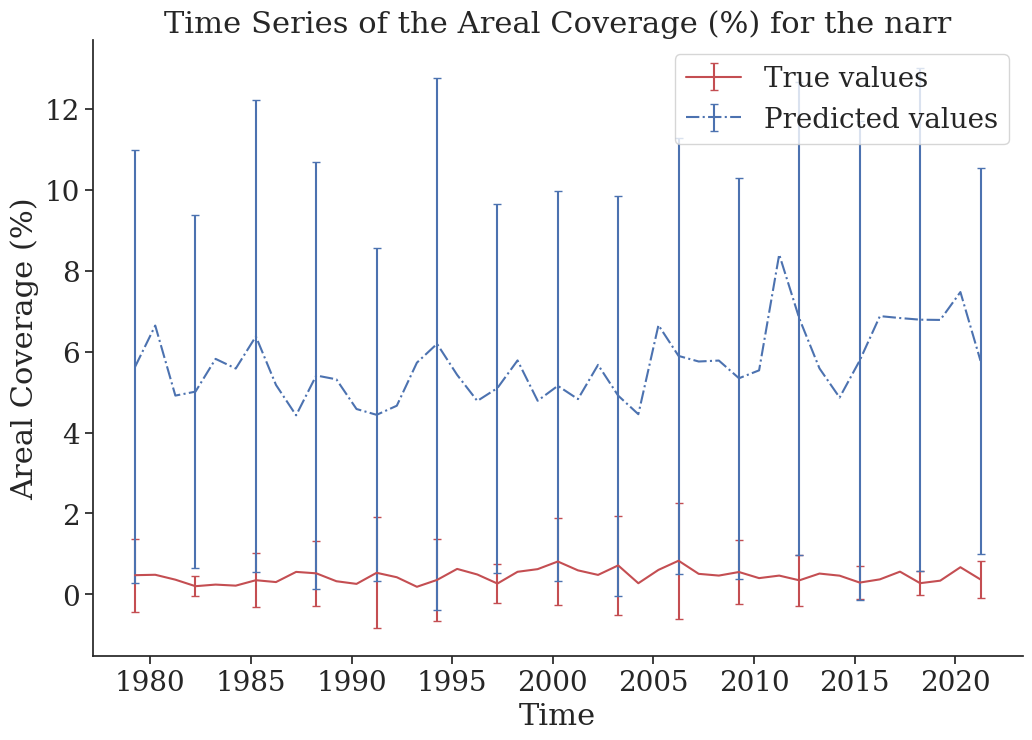 Time Series of the Areal Coverage (%) for the narr
True values
Predicted values
Areal Coverage (%)
12
10
8
6
4
2
0
1980 1985 1990 1995 2000 2005 2010 2015 2020
Time